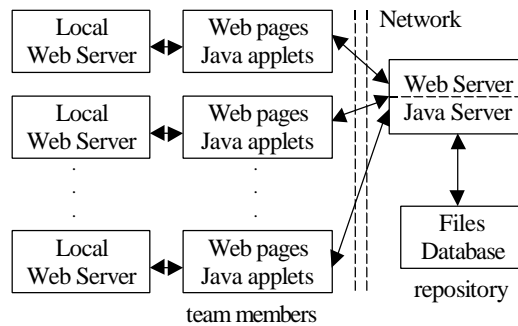 Local
Web Server
Web pages
Java applets
Network
Web Server
Java Server
Local
Web Server
Web pages
Java applets
Local
Web Server
Web pages
Java applets
Files
Database
repository
team members